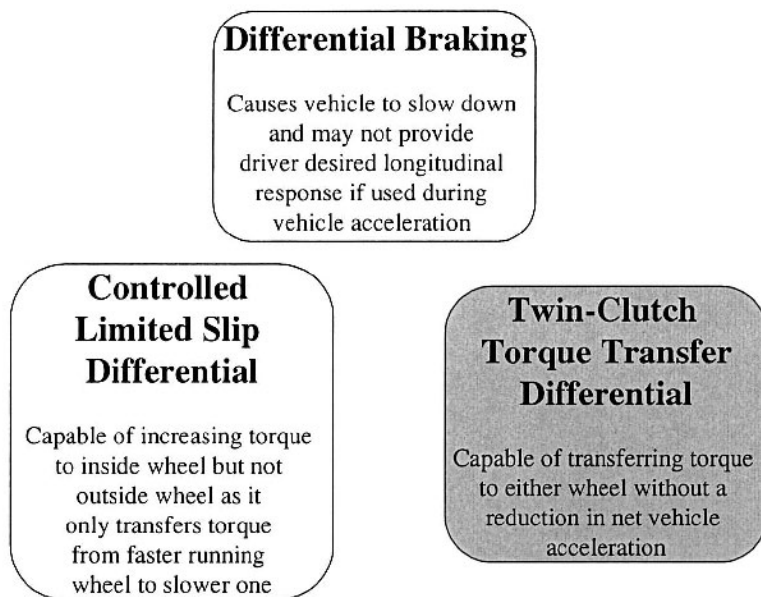 Differential Braking
Causes vehicle to slow down
and may not provide
driver desired longitudinal
response if used during
vehicle acceleration
Controlled
Limited Slip
Differential
Capable of increasing torque
to inside wheel but not
outside wheel as it
only transfers torque
from faster running
wheel to slower one
Twin-Clutch
Torque Transfer
Differential
Capable of transferring torque
to either wheel without a
reduction in net vehicle
acceleration